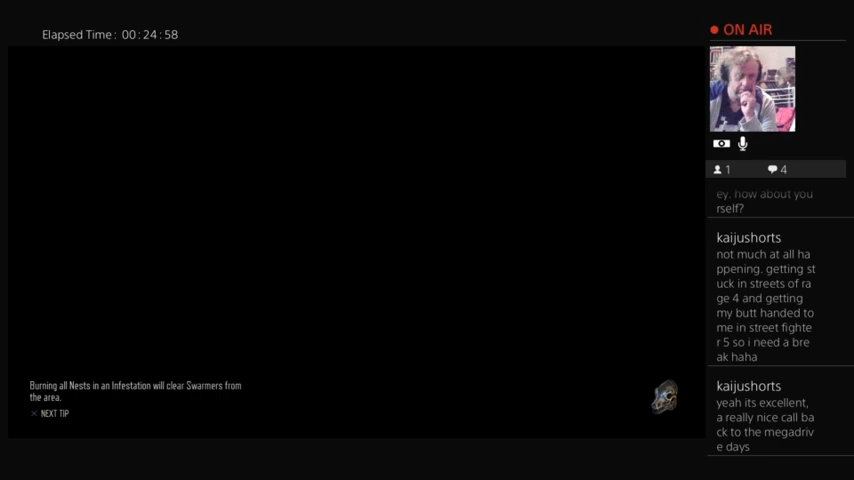 Elapsed Time: 00:24:58
ON AIR
1 4
ey. how about you
rself?
kaijushorts
not much at all ha
ppening. getting st
uck in streets of ra
ge 4 and getting
my butt handed to
me in street fighte
r 5 so i need a bre
ak haha
kaijushorts
yeah its excellent,
a really nice call ba
ck to the megadriv
e days
Burning all Nests in an Infestation will clear Swarmers from
the area.
NEXT TIP